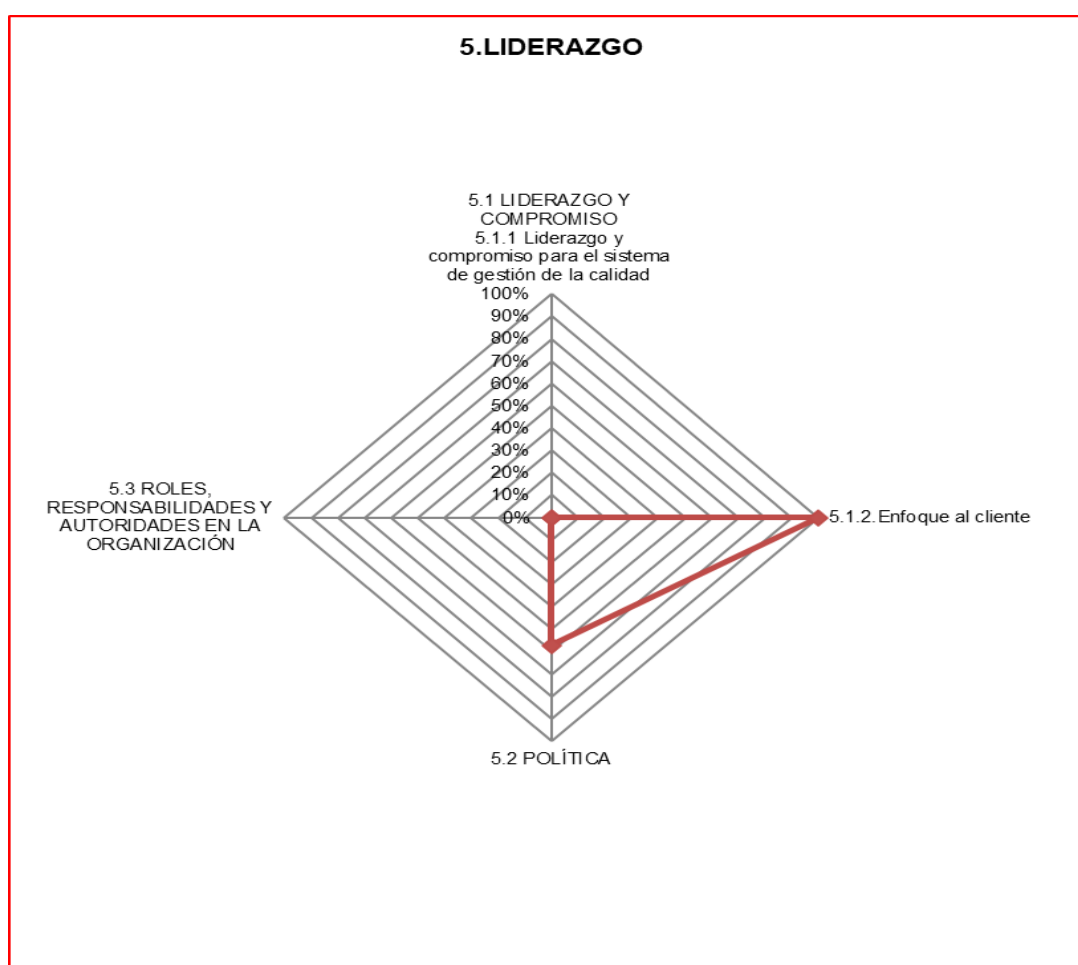 5.LIDERAZGO
5.1 LIDERAZGO Y
COMPROMISO
5.1.1 Liderazgo y
compromiso para el sistema
de gestión de la calidad
100%
90%
80%
70%
60%
50%
40%
30%
20%
10%
0%
5.1.2.Enfoque al cliente
5.2 POLÍTICA
5.3 ROLES,
RESPONSABILIDADES Y
AUTORIDADES EN LA
ORGANIZACIÓN